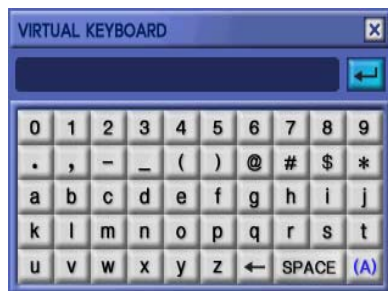 VIRTUAL KEYBOARD X
0 1 2 3 4 5 6 7 8 9
. , - _ ( ) @ # $ *
a b c d e f g h i j
k l m n o p q r s t
u v w x y z ← SPACE (A)